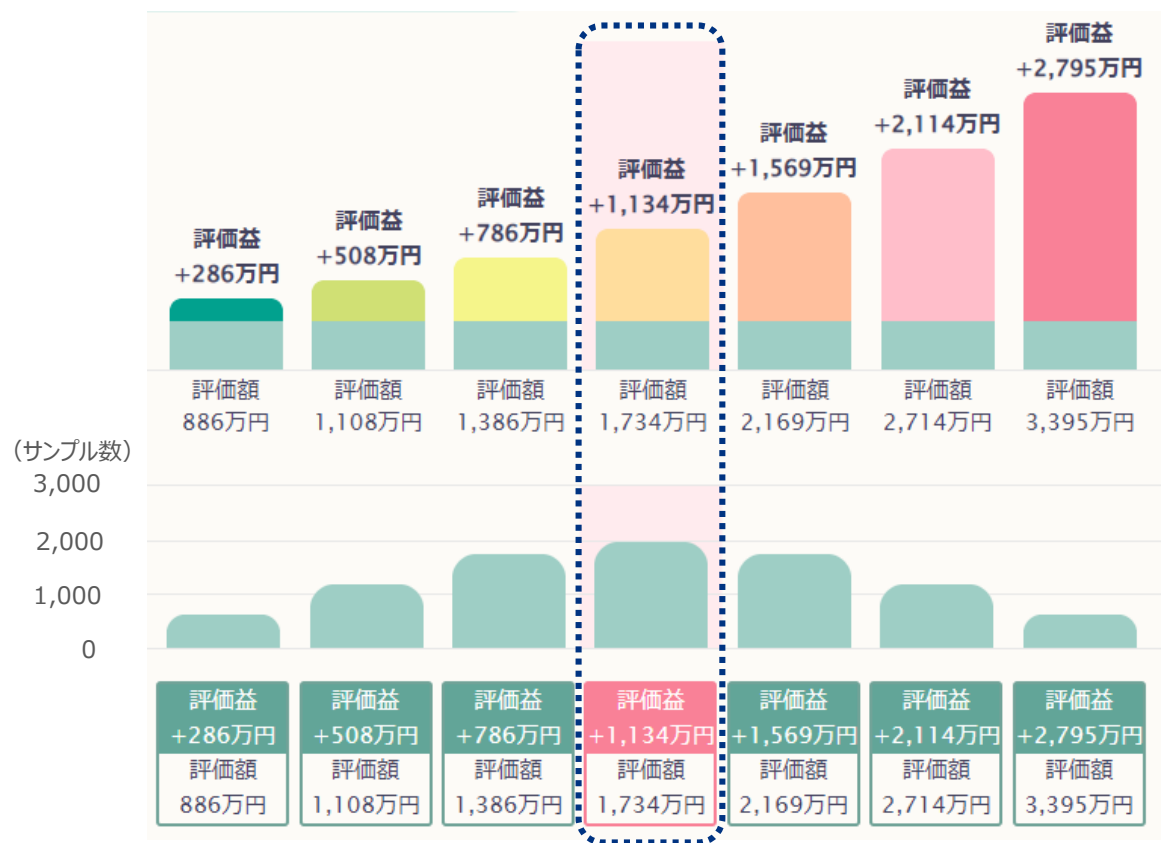 評価益
+286万円
評価益
+508万円
評価益
+786万円
評価益
+1,134万円
評価益
+1,569万円
評価益
+2,114万円
評価益
+2,795万円
評価額
886万円
評価額
1,108万円
評価額
1,386万円
評価額
1,734万円
評価額
2,169万円
評価額
2,714万円
評価額
3,395万円
（サンプル数）
3,000
2,000
1,000
0
評価益
+286万円
評価額
886万円
評価益
+508万円
評価額
1,108万円
評価益
+786万円
評価額
1,386万円
評価益
+1,134万円
評価額
1,734万円
評価益
+1,569万円
評価額
2,169万円
評価益
+2,114万円
評価額
2,714万円
評価益
+2,795万円
評価額
3,395万円